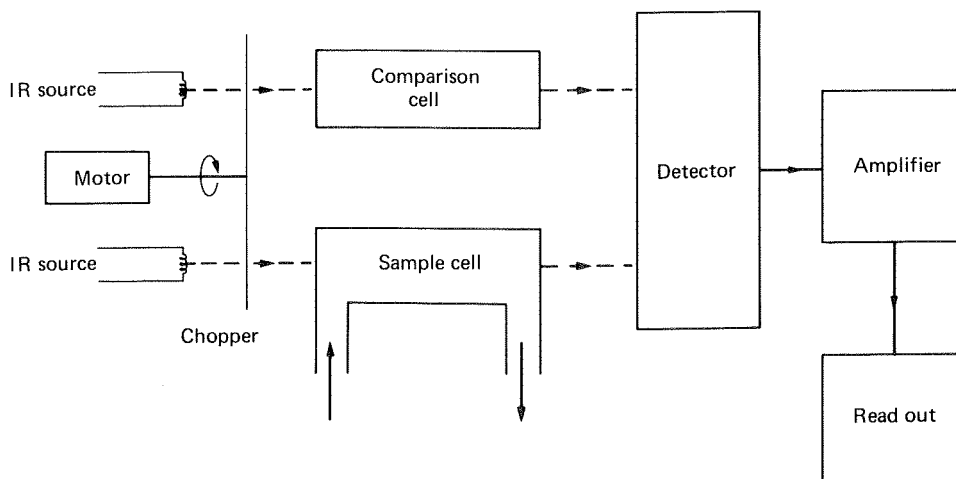 IR source
Comparison
cell
Motor
Detector
Amplifier
IR source
Sample cell
Chopper
Read out